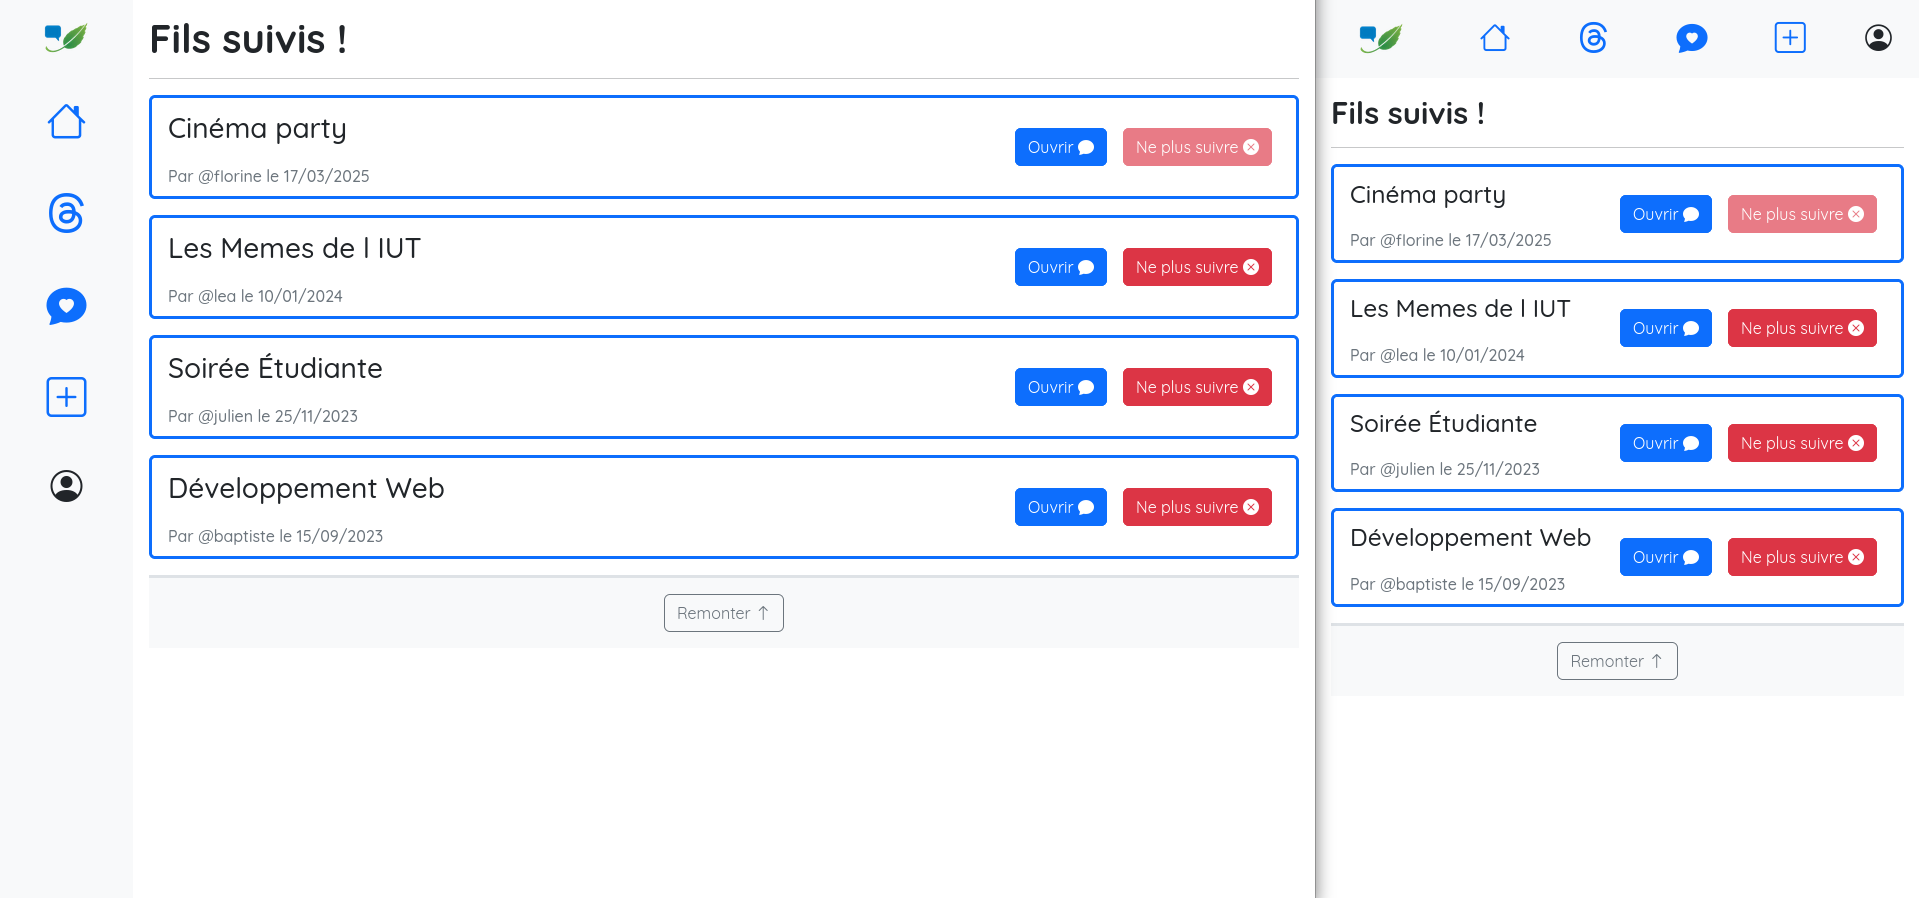 Fils suivis !
Cinéma party
Par @florine le 17/03/2025
Ouvrir
Ne plus suivre
Les Memes de l IUT
Par @lea le 10/01/2024
Ouvrir
Ne plus suivre
Soirée Étudiante
Par @julien le 25/11/2023
Ouvrir
Ne plus suivre
Développement Web
Par @baptiste le 15/09/2023
Ouvrir
Ne plus suivre
Remonter ↑
Fils suivis !
Cinéma party
Par @florine le 17/03/2025
Ouvrir
Ne plus suivre
Les Memes de l IUT
Par @lea le 10/01/2024
Ouvrir
Ne plus suivre
Soirée Étudiante
Par @julien le 25/11/2023
Ouvrir
Ne plus suivre
Développement Web
Par @baptiste le 15/09/2023
Ouvrir
Ne plus suivre
Remonter ↑